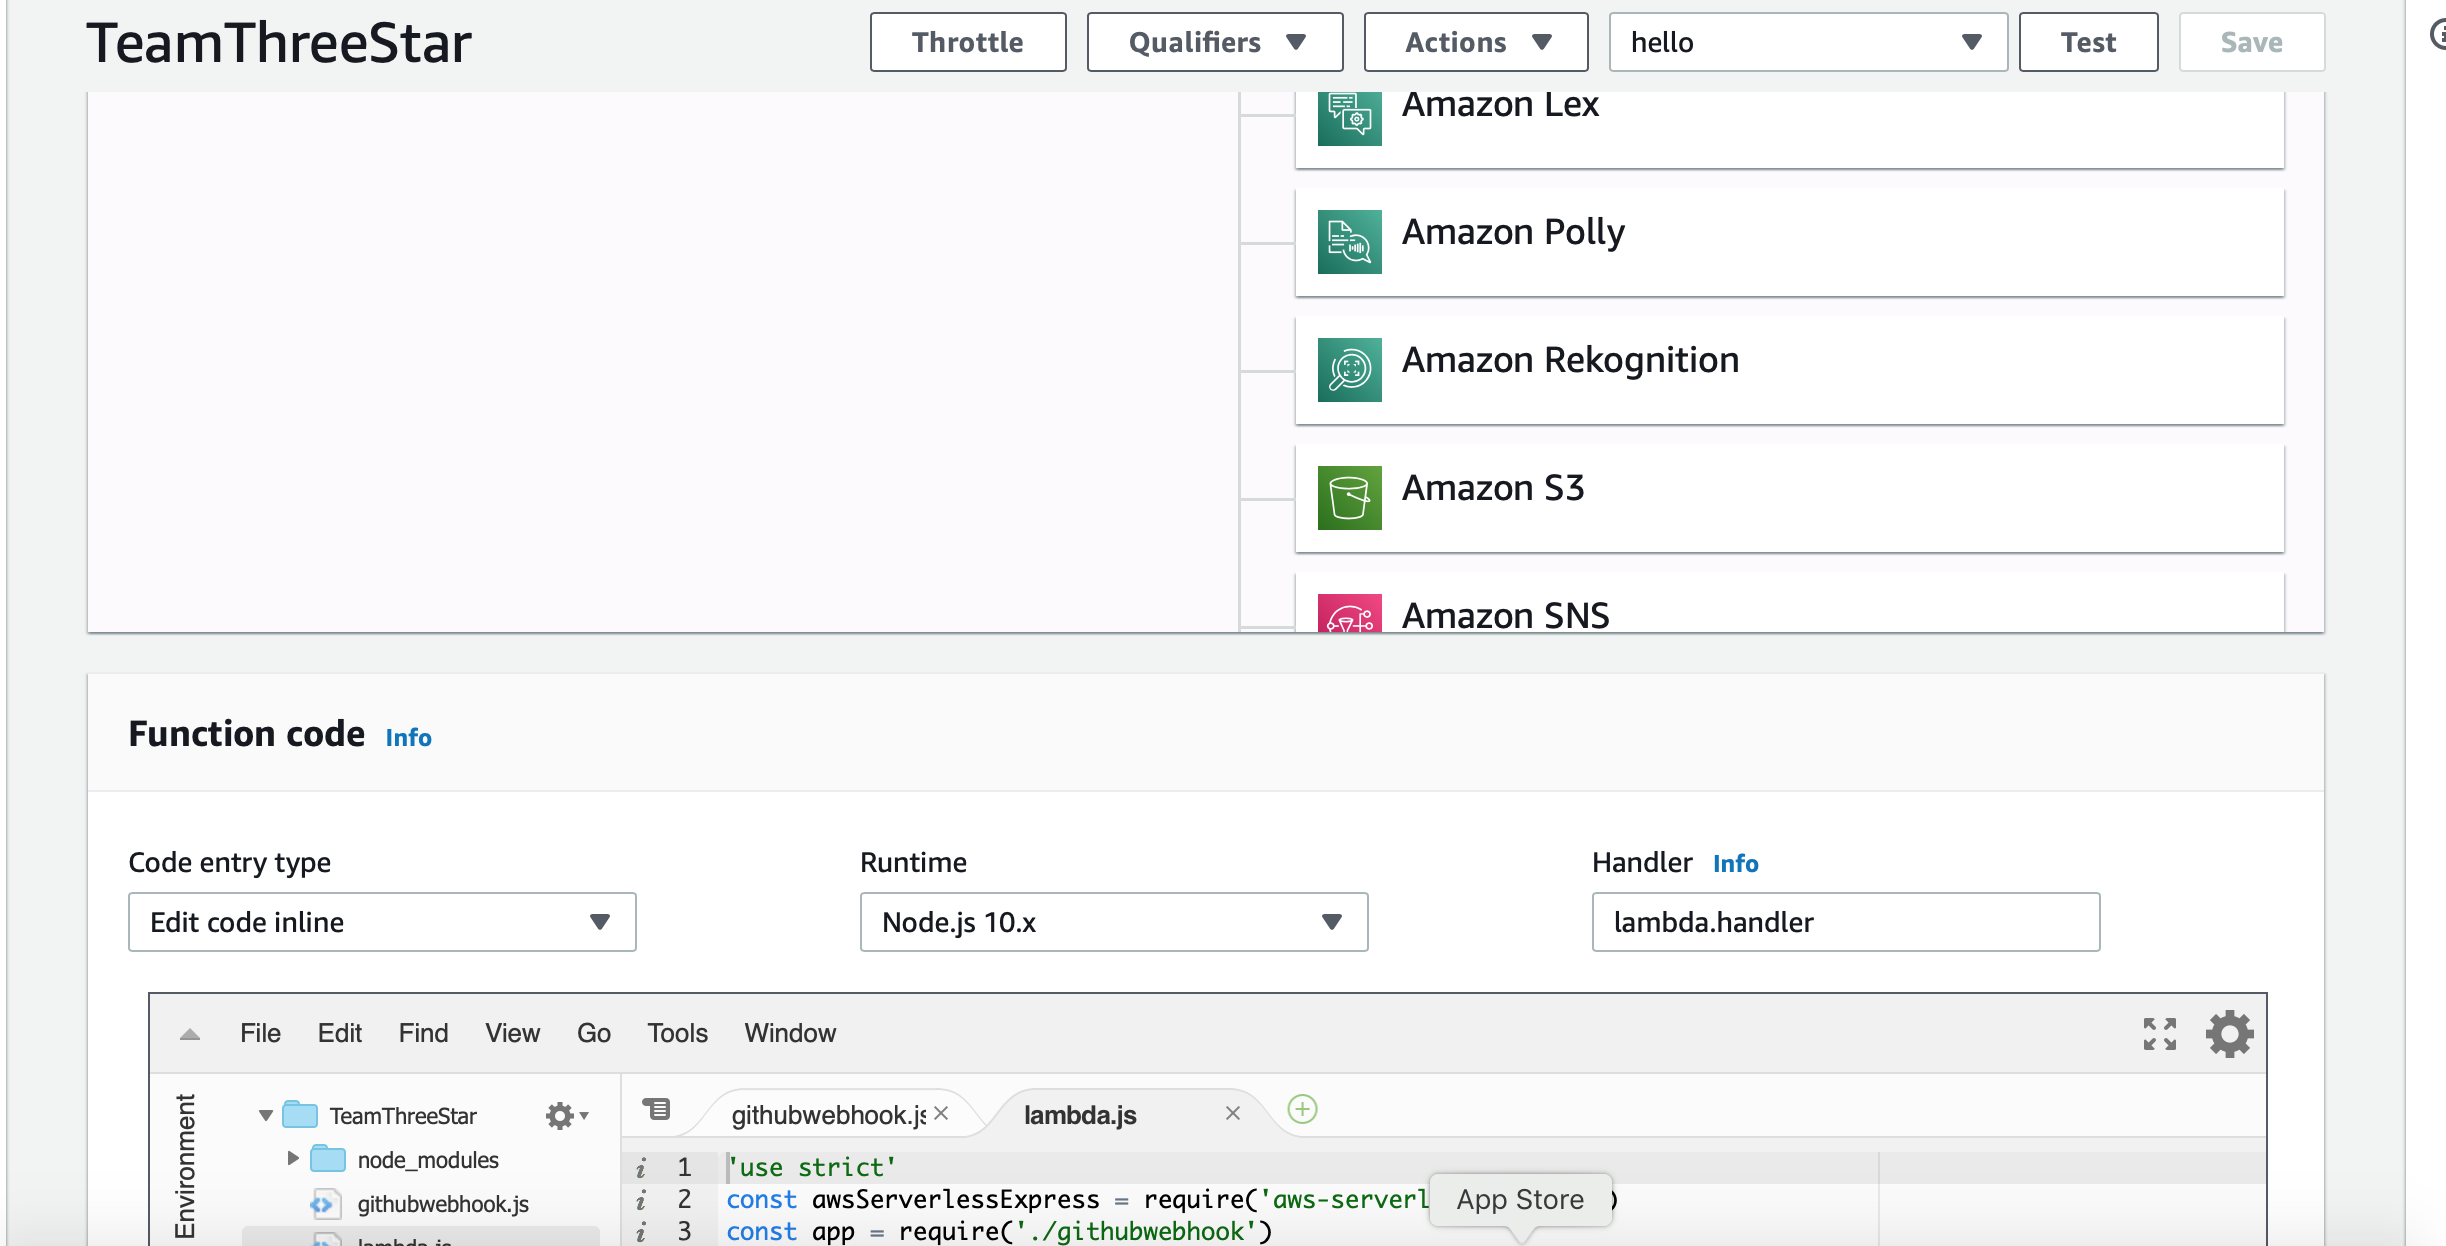 TeamThreeStar
Throttle
Qualifiers
Actions
hello
Test
Save
Amazon Lex
Amazon Polly
Amazon Rekognition
Amazon S3
Amazon SNS
Function code Info
Code entry type
Runtime
Handler Info
Edit code inline
Node.js 10.x
lambda.handler
File Edit Find View Go Tools Window
Environment
TeamThreeStar
node_modules
githubwebhook.js
lambda.js
githubwebhook.js
lambda.js
1 'use strict'
2 const awsServerlessExpress = require('aws-serverl )
3 const app = require('./githubwebhook')
App Store